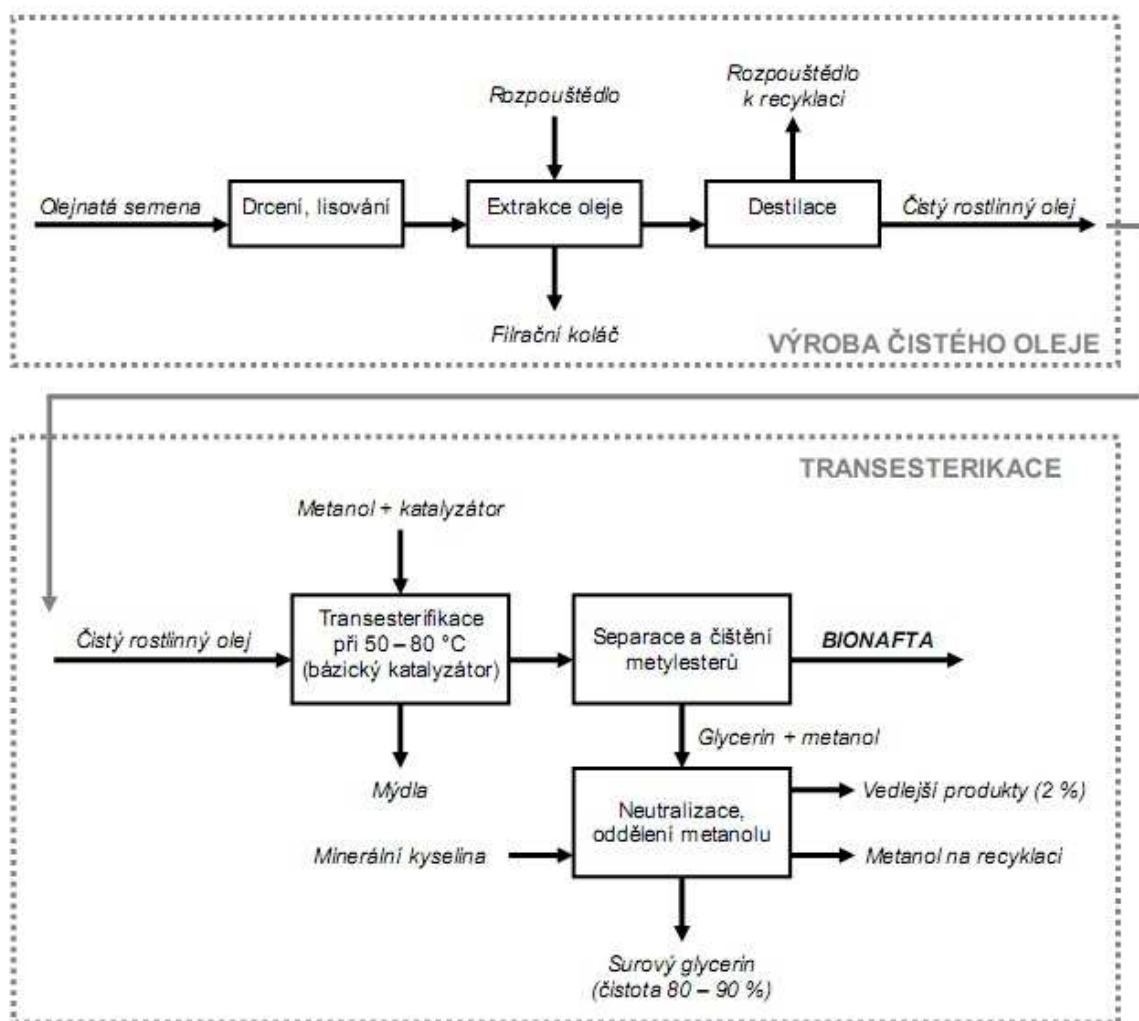 Rozpouštědlo
Rozpouštědlo
k recyklaci
Olejnatá semena
Drcení, lisování
Extrakce oleje
Destilace
Čistý rostlinný olej
Filrační koláč
VÝROBA ČISTÉHO OLEJE
TRANSESTERIKACE
Metanol + katalyzátor
Čistý rostlinný olej
Transesterifikace
při 50 – 80 °C
(bázický katalyzátor)
Separace a čištění
metylesterů
BIONAFTA
Glycerin + metanol
Mýdla
Neutralizace,
oddělení metanolu
Vedlejší produkty (2 %)
Minerální kyselina
Metanol na recyklaci
Surový glycerin
(čistota 80 – 90 %)